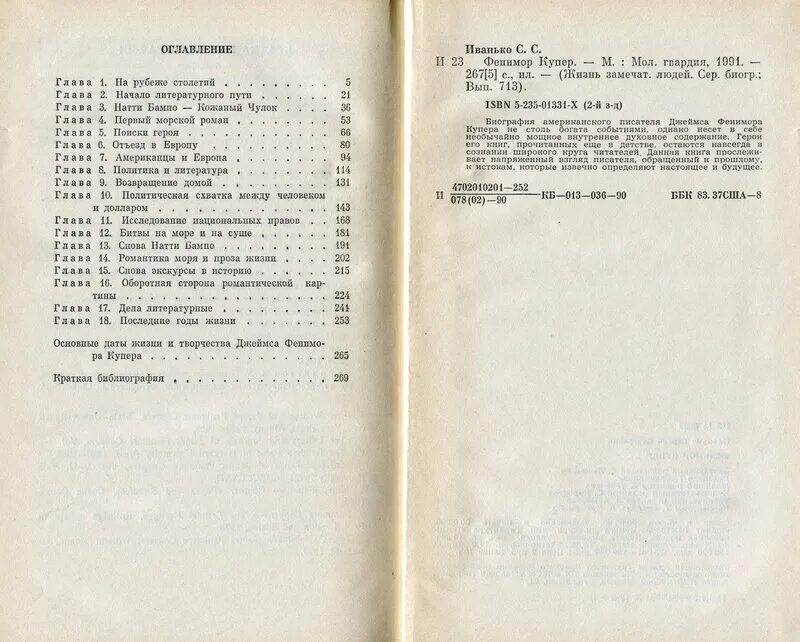 ОГЛАВЛЕНИЕ
Глава 1. На рубеже столетий . . . . . . . . 5
Глава 2. Начало литературного пути . . . . . . 21
Глава 3. Натти Бампо — Кожаный Чулок . . . . 36
Глава 4. Первый морской роман . . . . . . . 53
Глава 5. Поиски героя . . . . . . . . . . 66
Глава 6. Отъезд в Европу . . . . . . . . . 80
Глава 7. Американцы и Европа . . . . . . . 94
Глава 8. Политика и литература . . . . . . . 114
Глава 9. Возвращение домой . . . . . . . . 131
Глава 10. Политическая схватка между человеком
и долларом . . . . . . . . . . . . 143
Глава 11. Исследование национальных нравов . . 168
Глава 12. Битвы на море и на суше . . . . . . 181
Глава 13. Снова Натти Бампо . . . . . . . . 191
Глава 14. Романтика моря и проза жизни . . . . 202
Глава 15. Снова экскурсы в историю . . . . . . 215
Глава 16. Оборотная сторона романтической кар-
тины . . . . . . . . . . . . . . 224
Глава 17. Дела литературные . . . . . . . . 241
Глава 18. Последние годы жизни . . . . . . . 253
Основные даты жизни и творчества Джеймса Фенимо-
ра Купера . . . . . . . . . . . . 265
Краткая библиография . . . . . . . . . . . 269
Иванько С. С.
И 23 Фенимор Купер. — М. : Мол. гвардия, 1991. —
267[5] с., ил. — (Жизнь замечат. людей. Сер. биогр.;
Вып. 713).
ISBN 5-235-01331-X (2-й з-д)
Биография американского писателя Джеймса Фенимора
Купера не столь богата событиями, однако несет в себе
необычайно мощное внутреннее духовное содержание. Герои
его книг, прочитанных еще в детстве, остаются навсегда в
сознании широкого круга читателей. Данная книга прослежи-
вает напряженный взгляд писателя, обращенный к прошлому,
к истокам, которые извечно определяют настоящее и будущее.
И 4702010201—252
078(02)—90 —КБ—013—036—90 ББК 83.37США—8